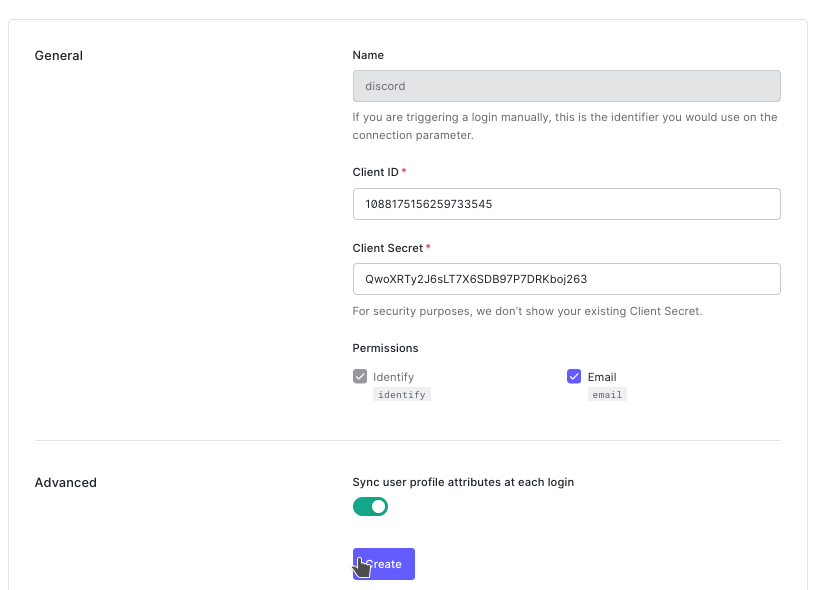 General
Name
discord
If you are triggering a login manually, this is the identifier you would use on the
connection parameter.
Client ID *
1088175156259733545
Client Secret *
QwoXRTy2J6sLT7X6SDB97P7DRKboj263
For security purposes, we don't show your existing Client Secret.
Permissions
Identify
identify
Email
email
Advanced
Sync user profile attributes at each login
Create